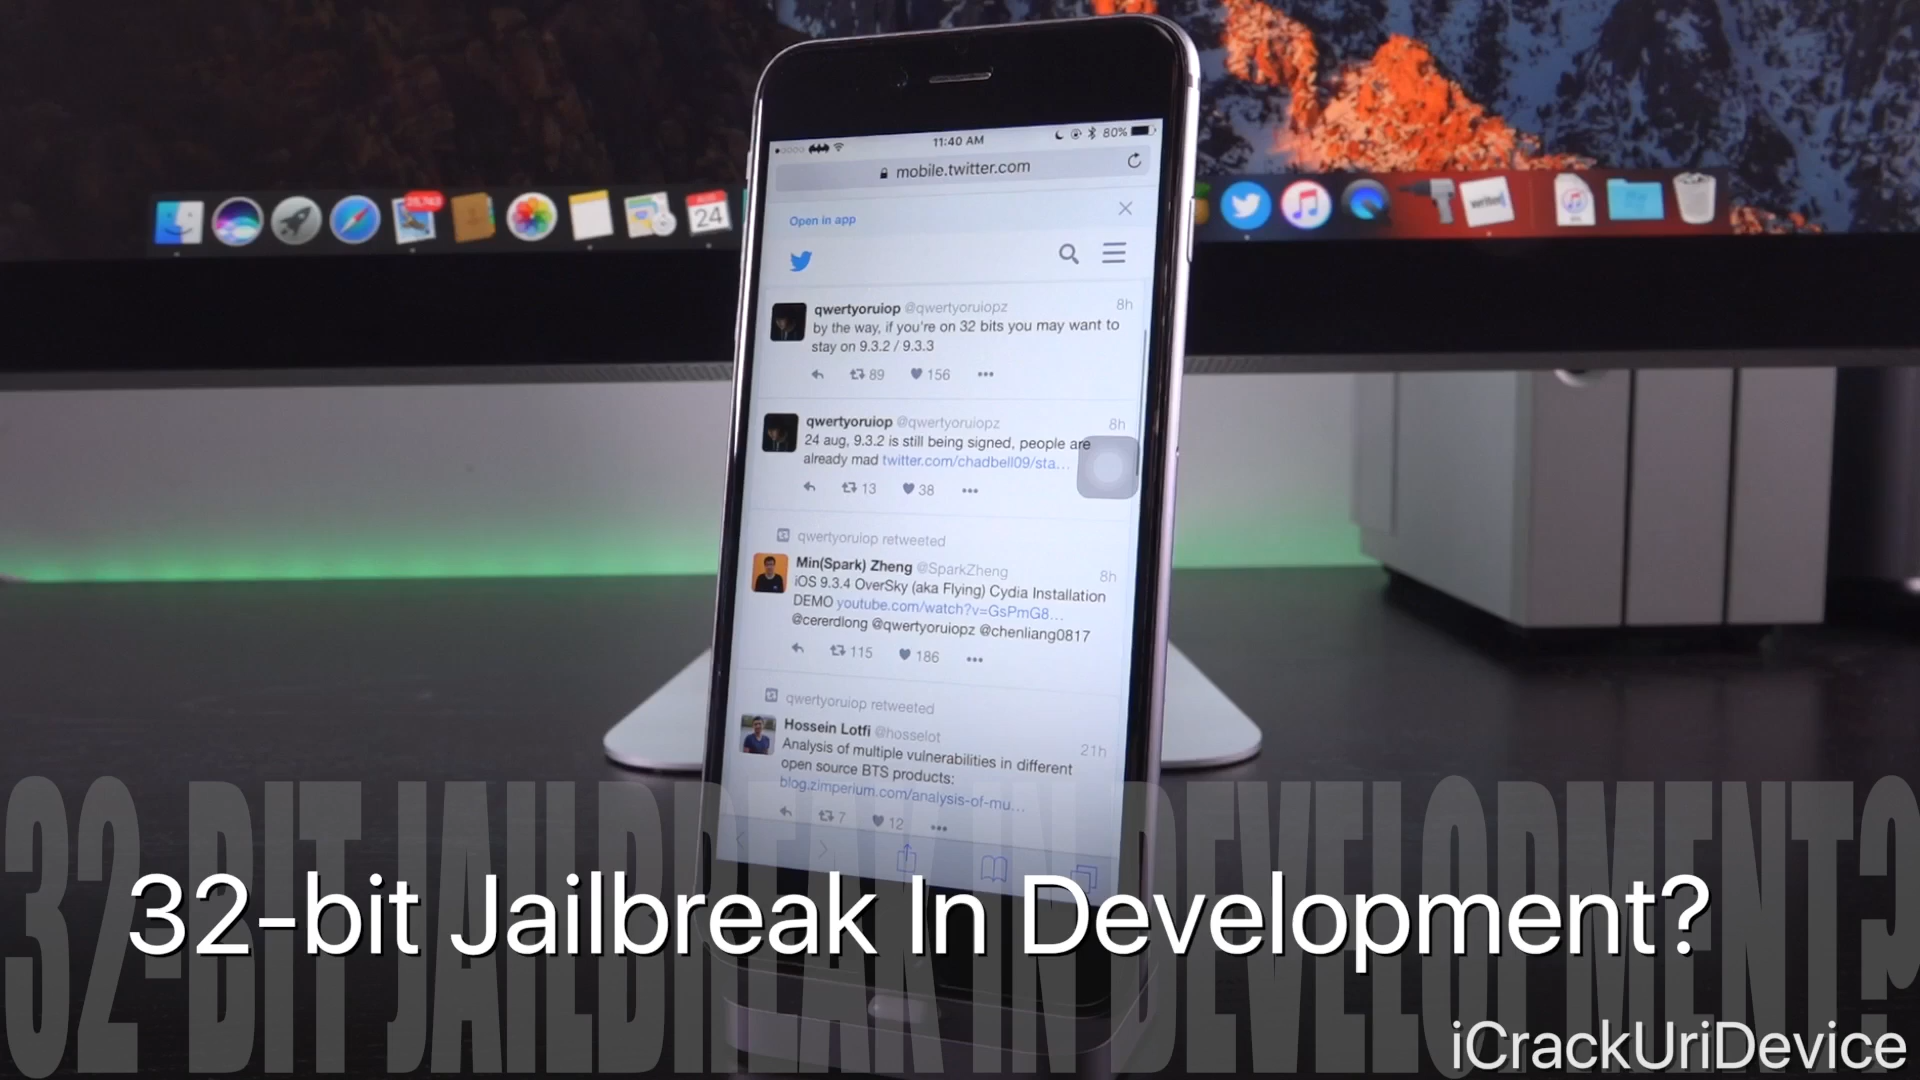 11:40 AM
80%
mobile.twitter.com
Open in app
qwertyoruiop @qwertyoruiopz 8h
by the way, if you're on 32 bits you may want to
stay on 9.3.2 / 9.3.3
89 156
qwertyoruiop @qwertyoruiopz 8h
24 aug, 9.3.2 is still being signed, people are
already mad twitter.com/chadbell09/sta…
13 38
qwertyoruiop retweeted
Min(Spark) Zheng @SparkZheng 8h
iOS 9.3.4 OverSky (aka Flying) Cydia Installation
DEMO youtube.com/watch?v=GsPmG8…
@cererdlong @qwertyoruiopz @chenliang0817
115 186
qwertyoruiop retweeted
Hossein Lotfi @hosselot 21h
Analysis of multiple vulnerabilities in different
open source BTS products:
blog.zimperium.com/analysis-of-mu…
7 12
24
writer
32-BIT JAILBREAK IN DEVELOPMENT?
32-bit Jailbreak In Development?
iCrackUriDevice